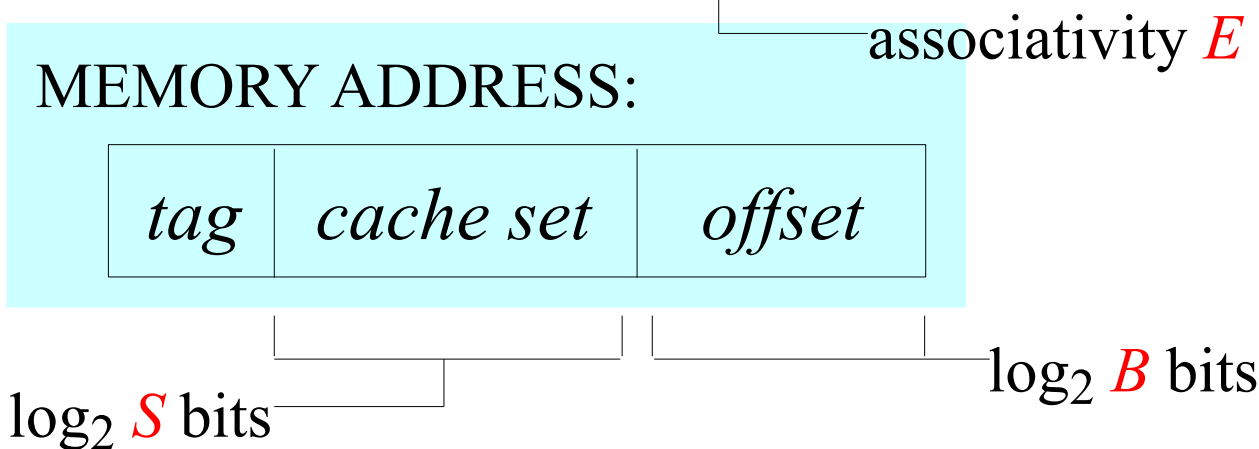 associativity E
MEMORY ADDRESS:
tag cache set offset
log₂ B bits
log₂ S bits